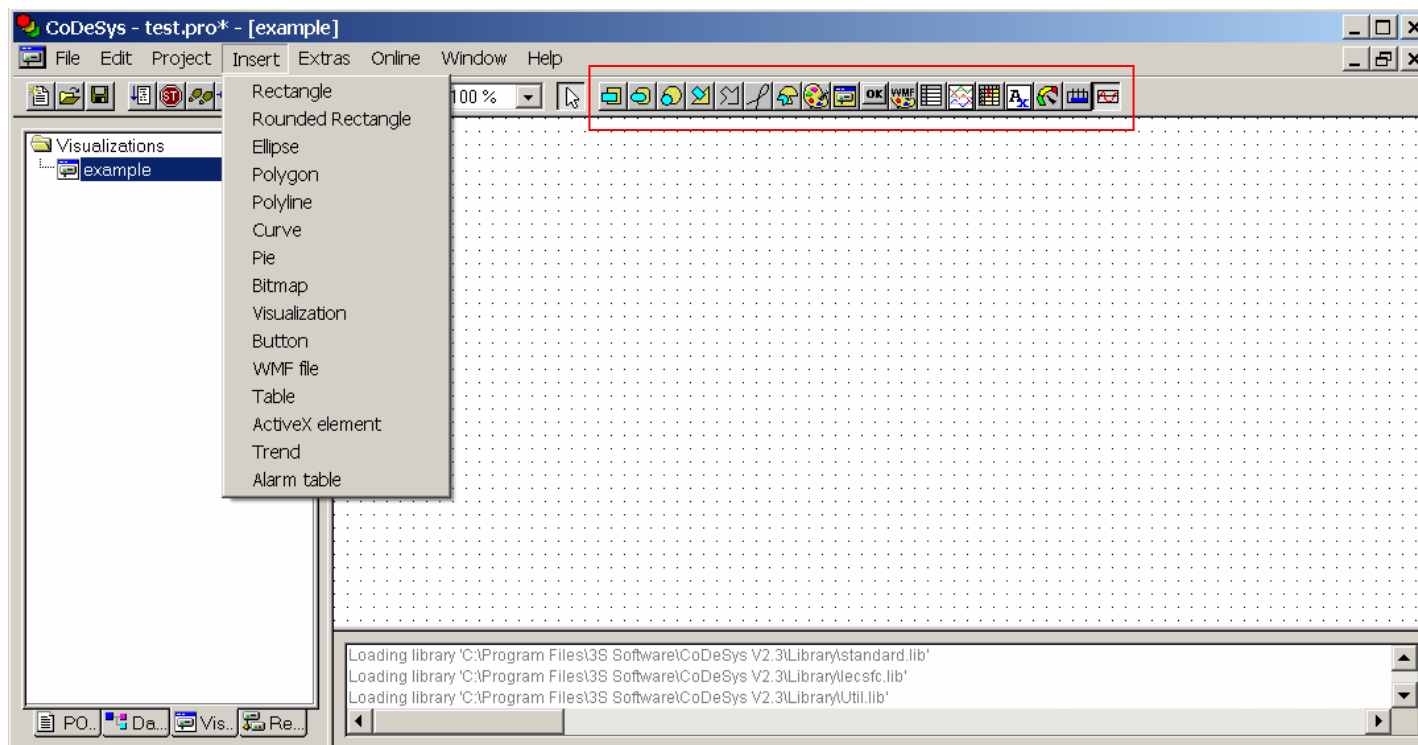 CoDeSys - test.pro* - [example]
File Edit Project Insert Extras Online Window Help
ST 100 % OK WMF A x
Rectangle
Rounded Rectangle
Ellipse
Polygon
Polyline
Curve
Pie
Bitmap
Visualization
Button
WMF file
Table
ActiveX element
Trend
Alarm table
Visualizations
example
Loading library 'C:\Program Files\3S Software\CoDeSys V2.3\Library\standard.lib'
Loading library 'C:\Program Files\3S Software\CoDeSys V2.3\Library\Iecsfc.lib'
Loading library 'C:\Program Files\3S Software\CoDeSys V2.3\Library\Util.lib'
PO.. Da... Vis.. Re...